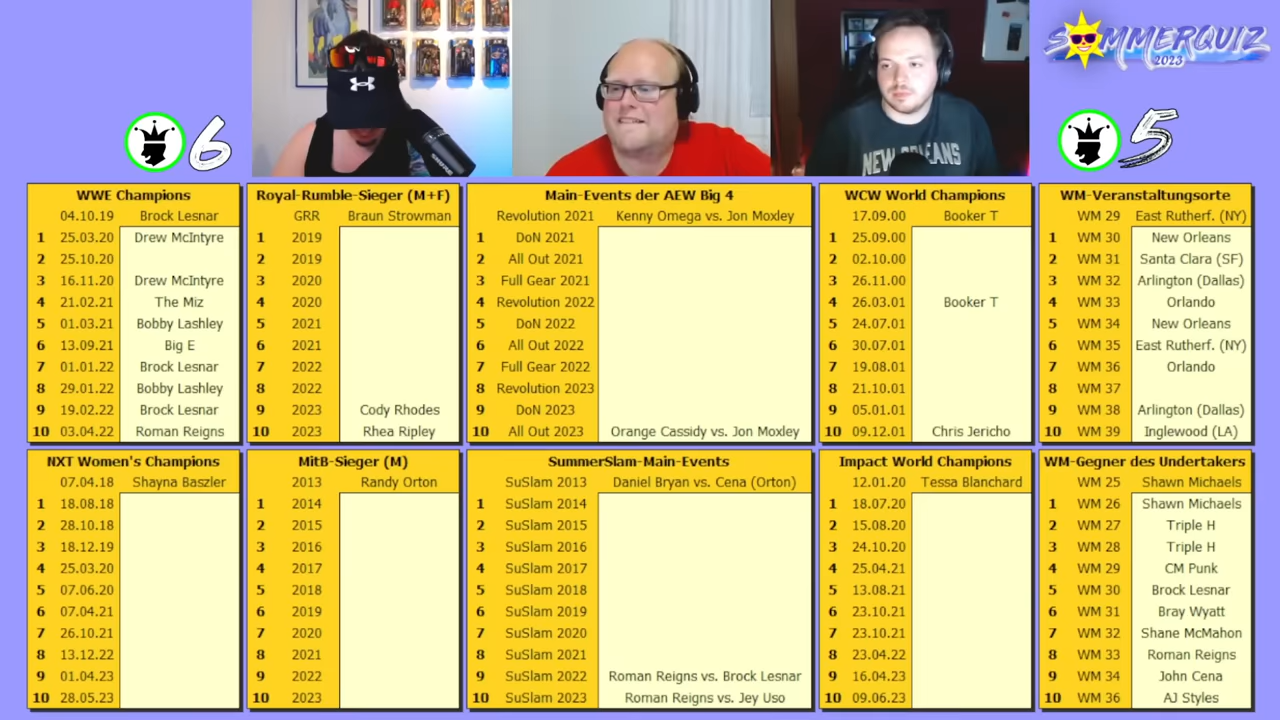 SOMMERQUIZ
2023
6
5
NEW ORLEANS
WWE Champions
04.10.19 Brock Lesnar
1 25.03.20 Drew McIntyre
2 25.10.20
3 16.11.20 Drew McIntyre
4 21.02.21 The Miz
5 01.03.21 Bobby Lashley
6 13.09.21 Big E
7 01.01.22 Brock Lesnar
8 29.01.22 Bobby Lashley
9 19.02.22 Brock Lesnar
10 03.04.22 Roman Reigns
Royal-Rumble-Sieger (M+F)
GRR Braun Strowman
1 2019
2 2019
3 2020
4 2020
5 2021
6 2021
7 2022
8 2022
9 2023 Cody Rhodes
10 2023 Rhea Ripley
Main-Events der AEW Big 4
Revolution 2021 Kenny Omega vs. Jon Moxley
1 DoN 2021
2 All Out 2021
3 Full Gear 2021
4 Revolution 2022
5 DoN 2022
6 All Out 2022
7 Full Gear 2022
8 Revolution 2023
9 DoN 2023
10 All Out 2023 Orange Cassidy vs. Jon Moxley
WCW World Champions
17.09.00 Booker T
1 25.09.00
2 02.10.00
3 26.11.00
4 26.03.01 Booker T
5 24.07.01
6 30.07.01
7 19.08.01
8 21.10.01
9 05.01.01
10 09.12.01 Chris Jericho
WM-Veranstaltungsorte
WM 29 East Rutherf. (NY)
1 WM 30 New Orleans
2 WM 31 Santa Clara (SF)
3 WM 32 Arlington (Dallas)
4 WM 33 Orlando
5 WM 34 New Orleans
6 WM 35 East Rutherf. (NY)
7 WM 36 Orlando
8 WM 37
9 WM 38 Arlington (Dallas)
10 WM 39 Inglewood (LA)
NXT Women's Champions
07.04.18 Shayna Baszler
1 18.08.18
2 28.10.18
3 18.12.19
4 25.03.20
5 07.06.20
6 07.04.21
7 26.10.21
8 13.12.22
9 01.04.23
10 28.05.23
MitB-Sieger (M)
2013 Randy Orton
1 2014
2 2015
3 2016
4 2017
5 2018
6 2019
7 2020
8 2021
9 2022
10 2023
SummerSlam-Main-Events
SuSlam 2013 Daniel Bryan vs. Cena (Orton)
1 SuSlam 2014
2 SuSlam 2015
3 SuSlam 2016
4 SuSlam 2017
5 SuSlam 2018
6 SuSlam 2019
7 SuSlam 2020
8 SuSlam 2021
9 SuSlam 2022 Roman Reigns vs. Brock Lesnar
10 SuSlam 2023 Roman Reigns vs. Jey Uso
Impact World Champions
12.01.20 Tessa Blanchard
1 18.07.20
2 15.08.20
3 24.10.20
4 25.04.21
5 13.08.21
6 23.10.21
7 23.10.21
8 23.04.22
9 16.04.23
10 09.06.23
WM-Gegner des Undertakers
WM 25 Shawn Michaels
1 WM 26 Shawn Michaels
2 WM 27 Triple H
3 WM 28 Triple H
4 WM 29 CM Punk
5 WM 30 Brock Lesnar
6 WM 31 Bray Wyatt
7 WM 32 Shane McMahon
8 WM 33 Roman Reigns
9 WM 34 John Cena
10 WM 36 AJ Styles